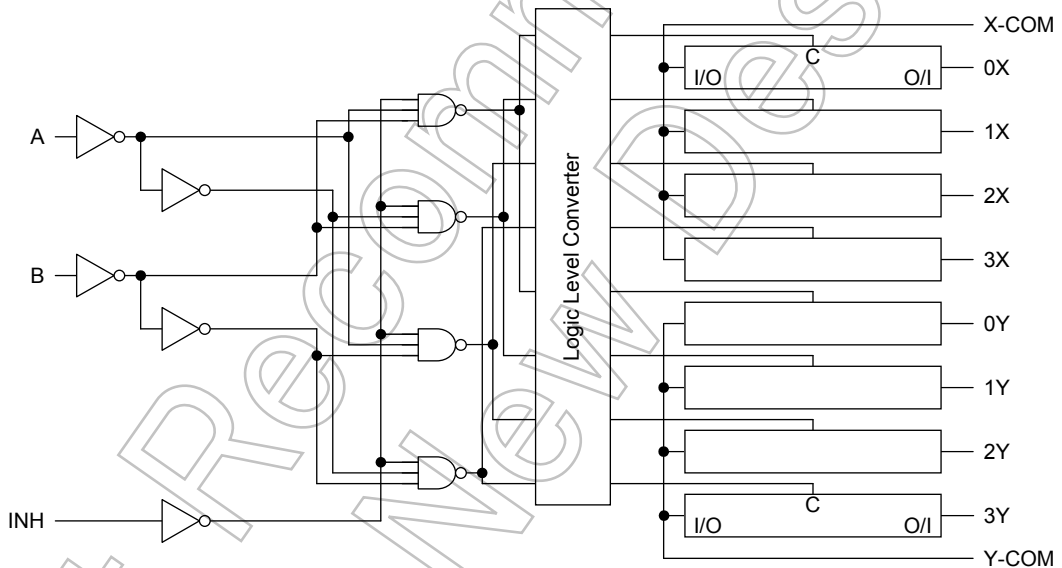 X-COM
C
I/O
O/I
0X
A
1X
2X
Logic Level Converter
B
3X
0Y
1Y
2Y
INH
C
I/O
O/I
3Y
Y-COM